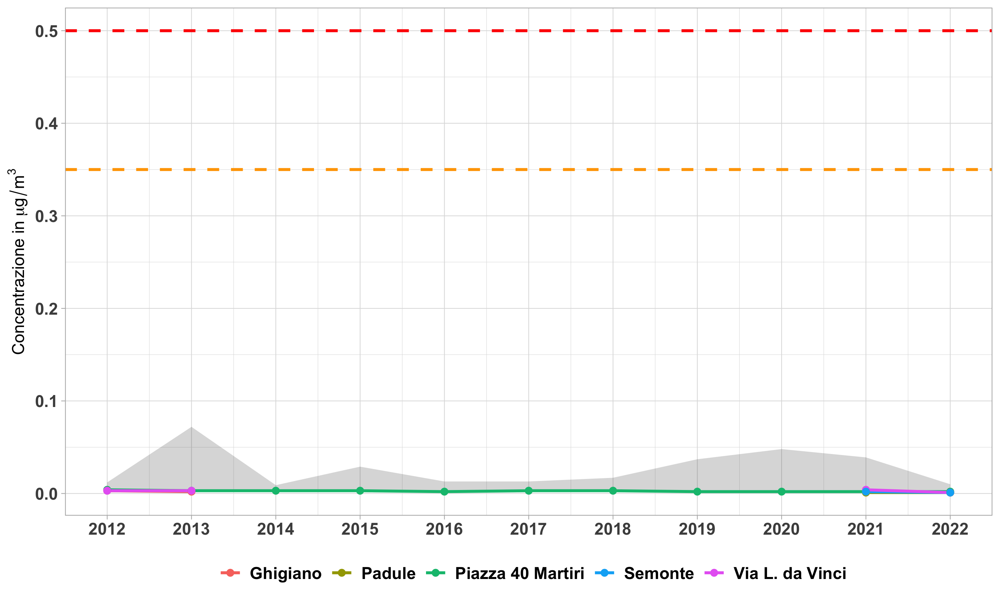 Concentrazione in μg/m³
0.5
0.4
0.3
0.2
0.1
0.0
2012 2013 2014 2015 2016 2017 2018 2019 2020 2021 2022
Ghigiano Padule Piazza 40 Martiri Semonte Via L. da Vinci